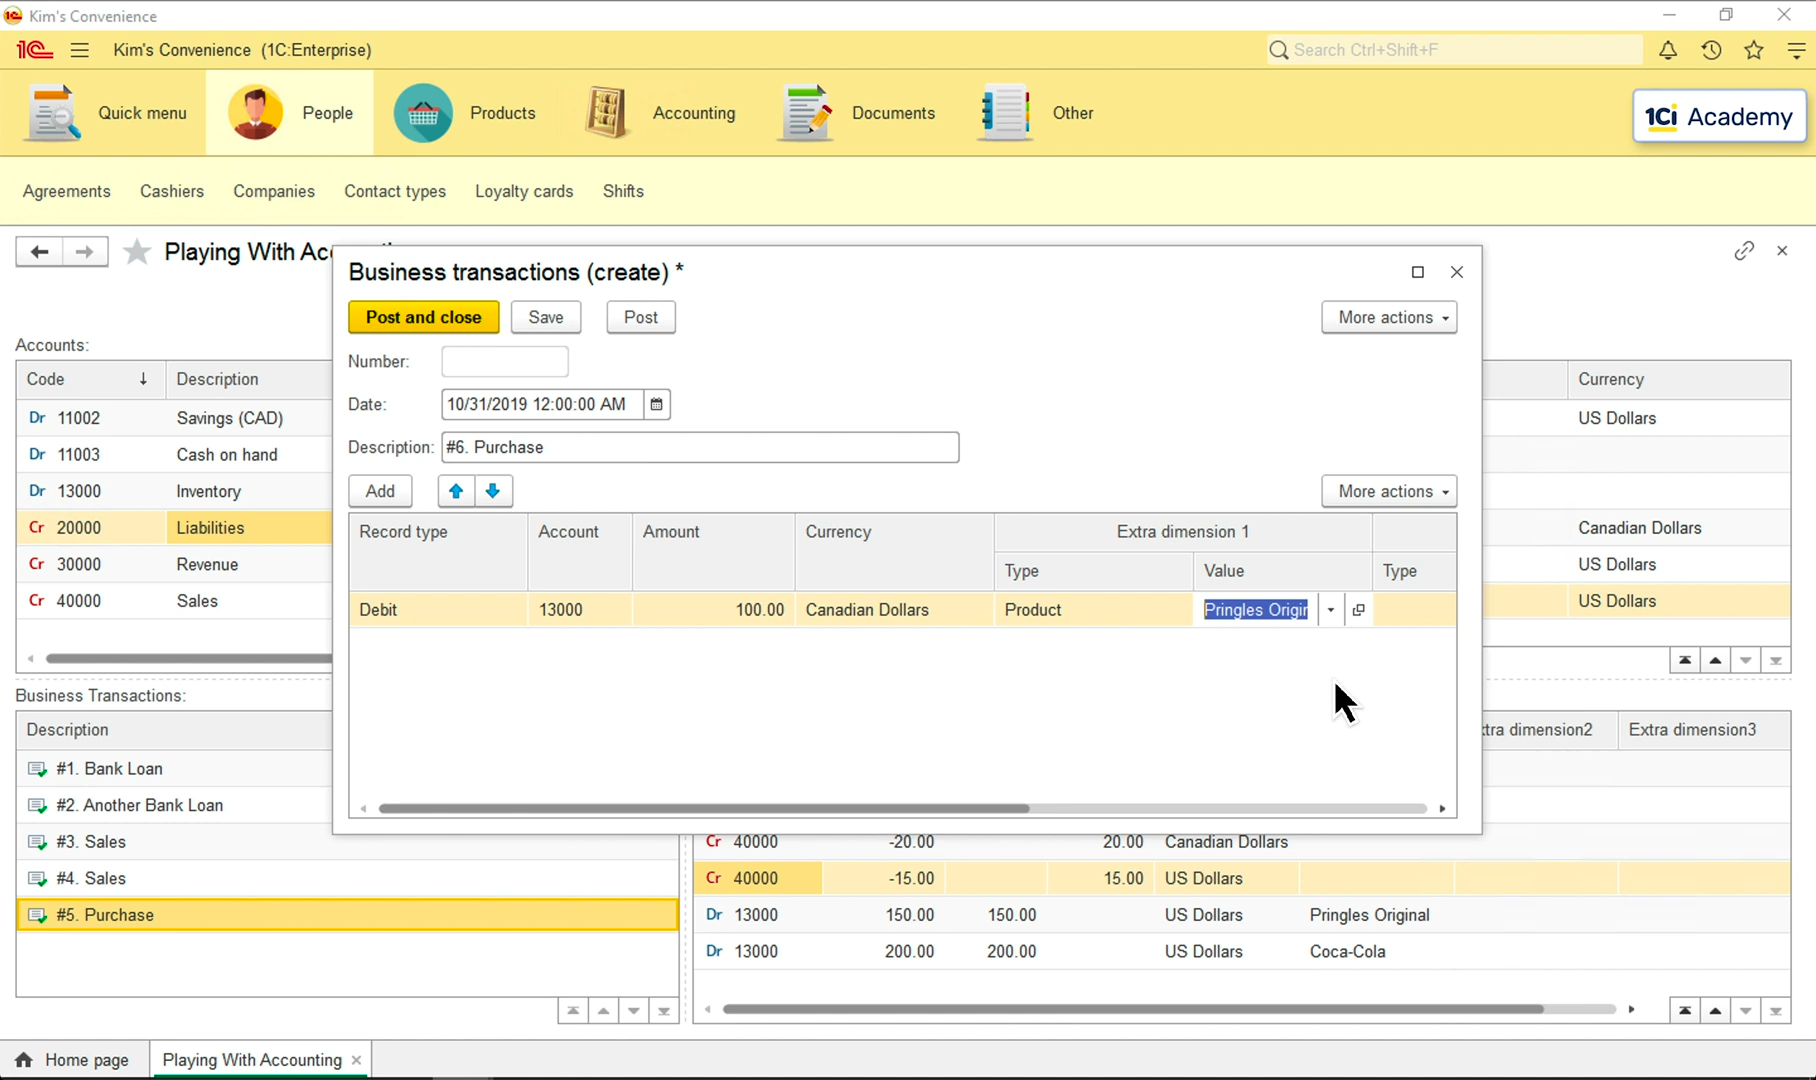 Kim's Convenience
Kim's Convenience (1C:Enterprise)
Search Ctrl+Shift+F
Quick menu
People
Products
Accounting
Documents
Other
1Ci Academy
Agreements
Cashiers
Companies
Contact types
Loyalty cards
Shifts
Playing With Acc
Business transactions (create) *
Post and close
Save
Post
More actions
Number:
Date: 10/31/2019 12:00:00 AM
Description: #6. Purchase
Add
More actions
Record type Account Amount Currency Extra dimension 1
Type Value Type
Debit 13000 100.00 Canadian Dollars Product Pringles Origin
Accounts:
Code Description
Dr 11002 Savings (CAD)
Dr 11003 Cash on hand
Dr 13000 Inventory
Cr 20000 Liabilities
Cr 30000 Revenue
Cr 40000 Sales
Currency
US Dollars
Canadian Dollars
US Dollars
US Dollars
Business Transactions:
Description
#1. Bank Loan
#2. Another Bank Loan
#3. Sales
#4. Sales
#5. Purchase
tra dimension2 Extra dimension3
Cr 40000 -20.00 20.00 Canadian Dollars
Cr 40000 -15.00 15.00 US Dollars
Dr 13000 150.00 150.00 US Dollars Pringles Original
Dr 13000 200.00 200.00 US Dollars Coca-Cola
Home page
Playing With Accounting